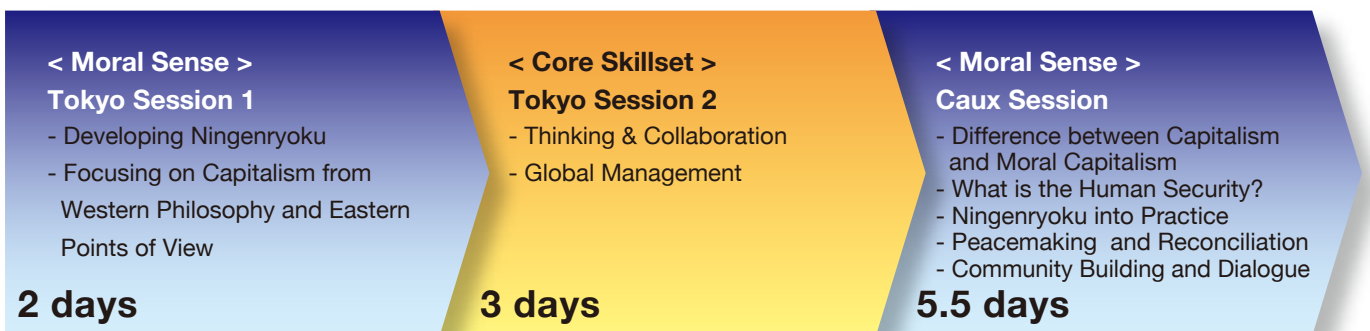 < Moral Sense >
Tokyo Session 1
- Developing Ningenryoku
- Focusing on Capitalism from
Western Philosophy and Eastern
Points of View
2 days
< Core Skillset >
Tokyo Session 2
- Thinking & Collaboration
- Global Management
3 days
< Moral Sense >
Caux Session
- Difference between Capitalism
and Moral Capitalism
- What is the Human Security?
- Ningenryoku into Practice
- Peacemaking  and Reconciliation
- Community Building and Dialogue
5.5 days